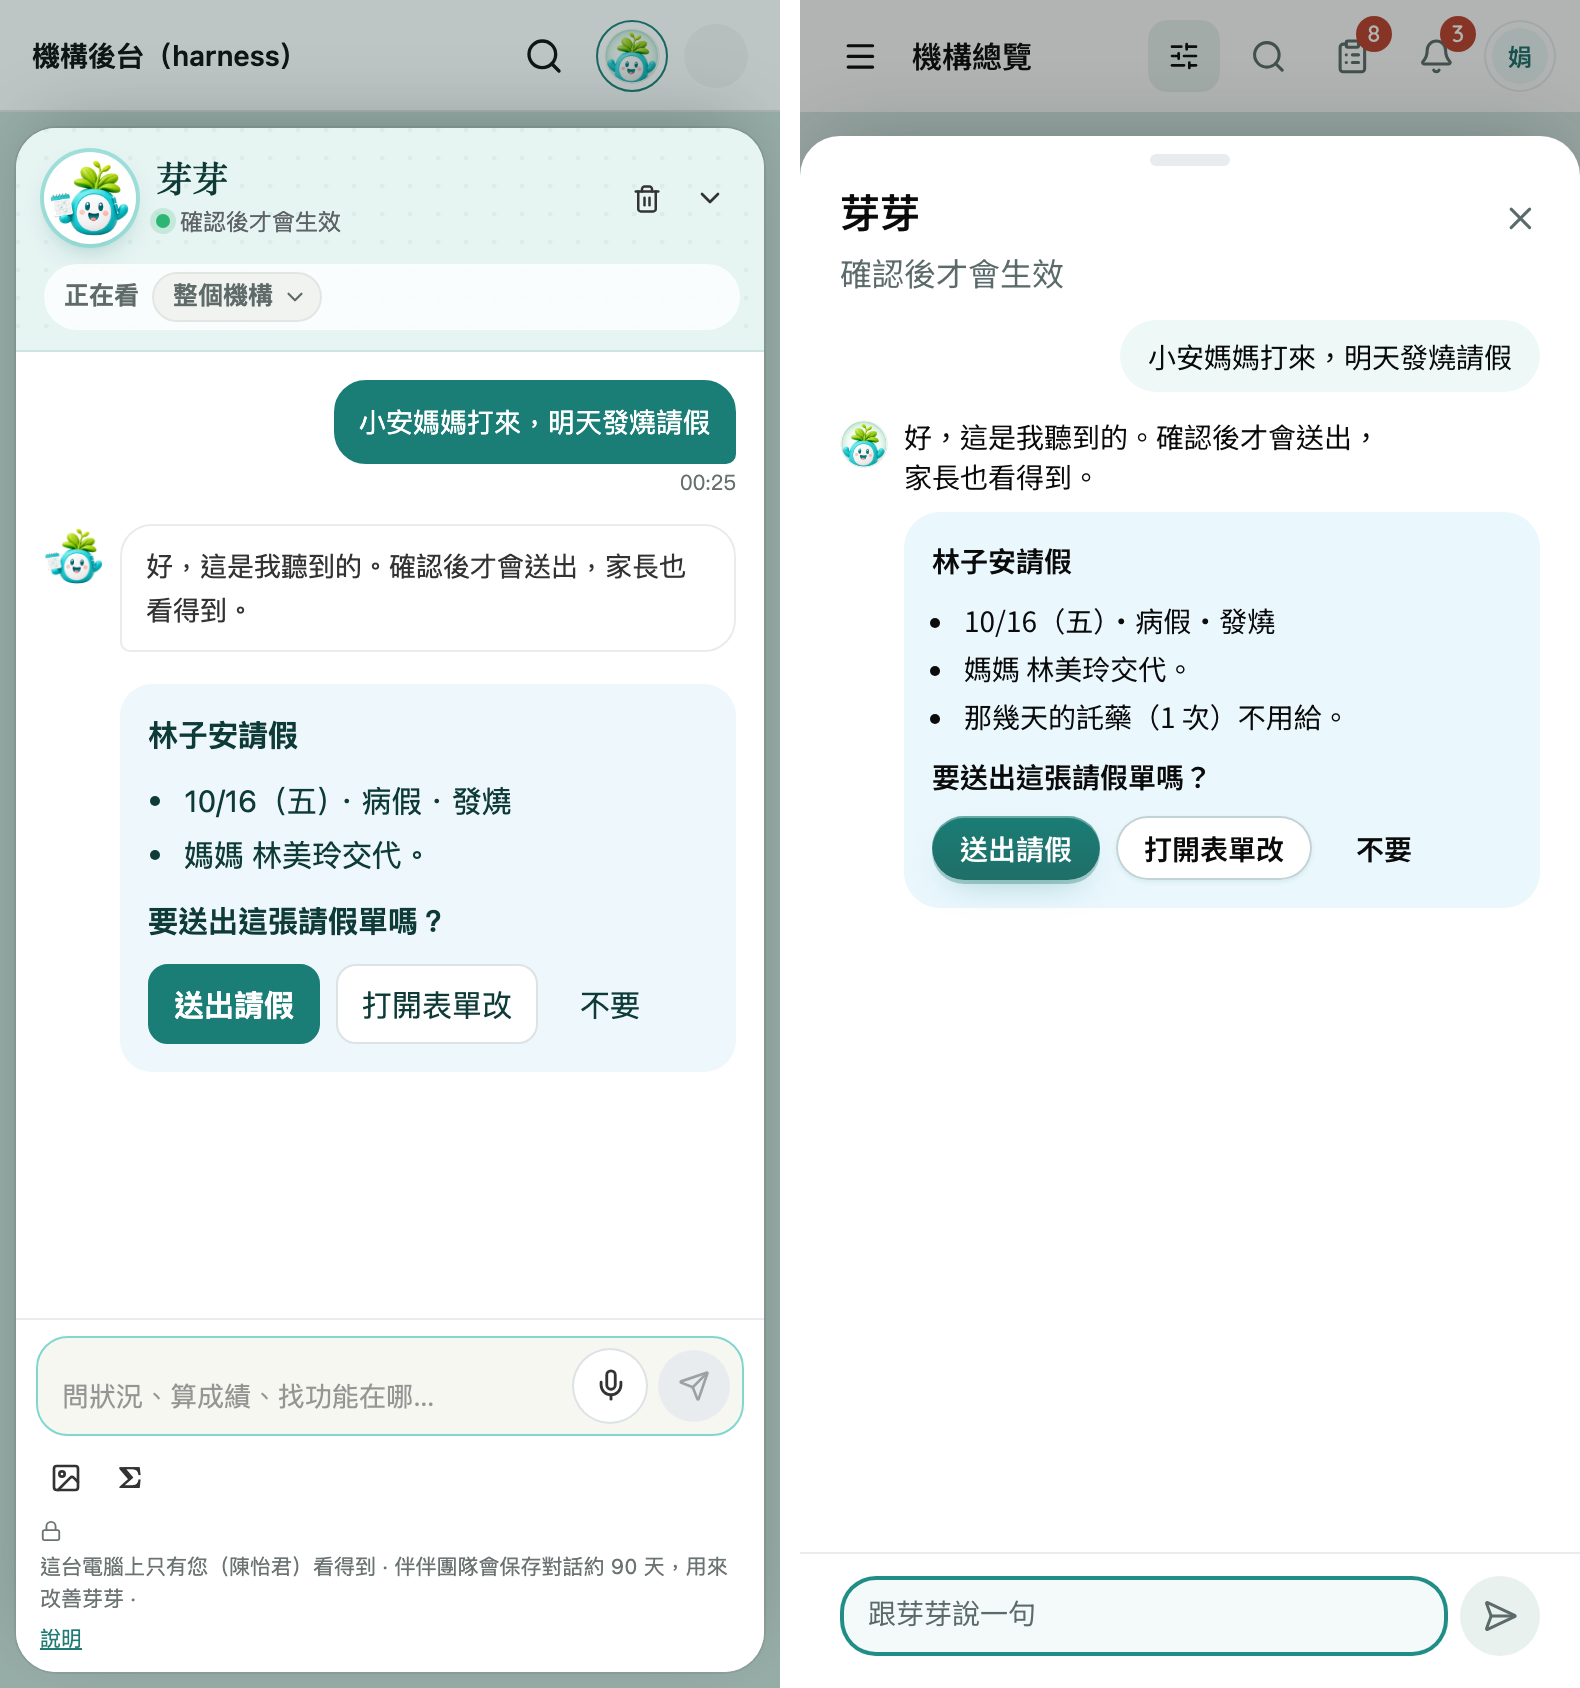 機構後台（harness）
芽芽
確認後才會生效
正在看 整個機構
小安媽媽打來，明天發燒請假
00:25
好，這是我聽到的。確認後才會送出，家長也
看得到。
林子安請假
• 10/16（五）· 病假 · 發燒
• 媽媽 林美玲交代。
要送出這張請假單嗎？
送出請假 打開表單改 不要
問狀況、算成績、找功能在哪...
Σ
這台電腦上只有您（陳怡君）看得到 · 伴伴團隊會保存對話約 90 天，用來
改善芽芽 ·
說明
機構總覽 8 3 娟
芽芽
確認後才會生效
小安媽媽打來，明天發燒請假
好，這是我聽到的。確認後才會送出，
家長也看得到。
林子安請假
• 10/16（五）・病假・發燒
• 媽媽 林美玲交代。
• 那幾天的託藥（1 次）不用給。
要送出這張請假單嗎？
送出請假 打開表單改 不要
跟芽芽說一句